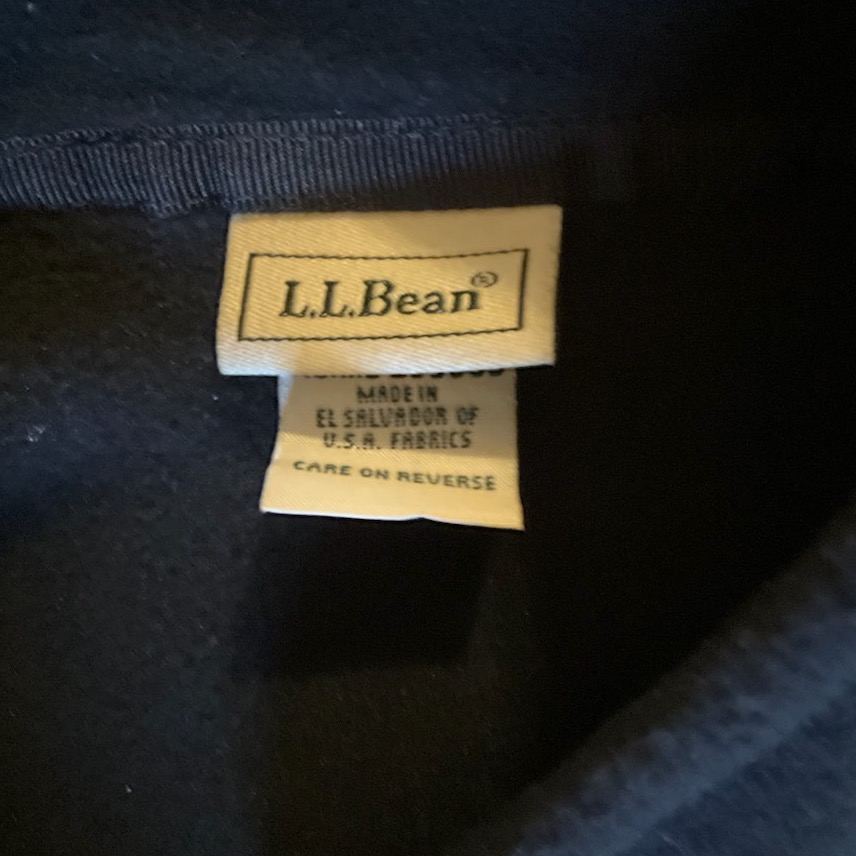 L.L.Bean®
MADE IN
EL SALVADOR OF
U.S.A. FABRICS
CARE ON REVERSE